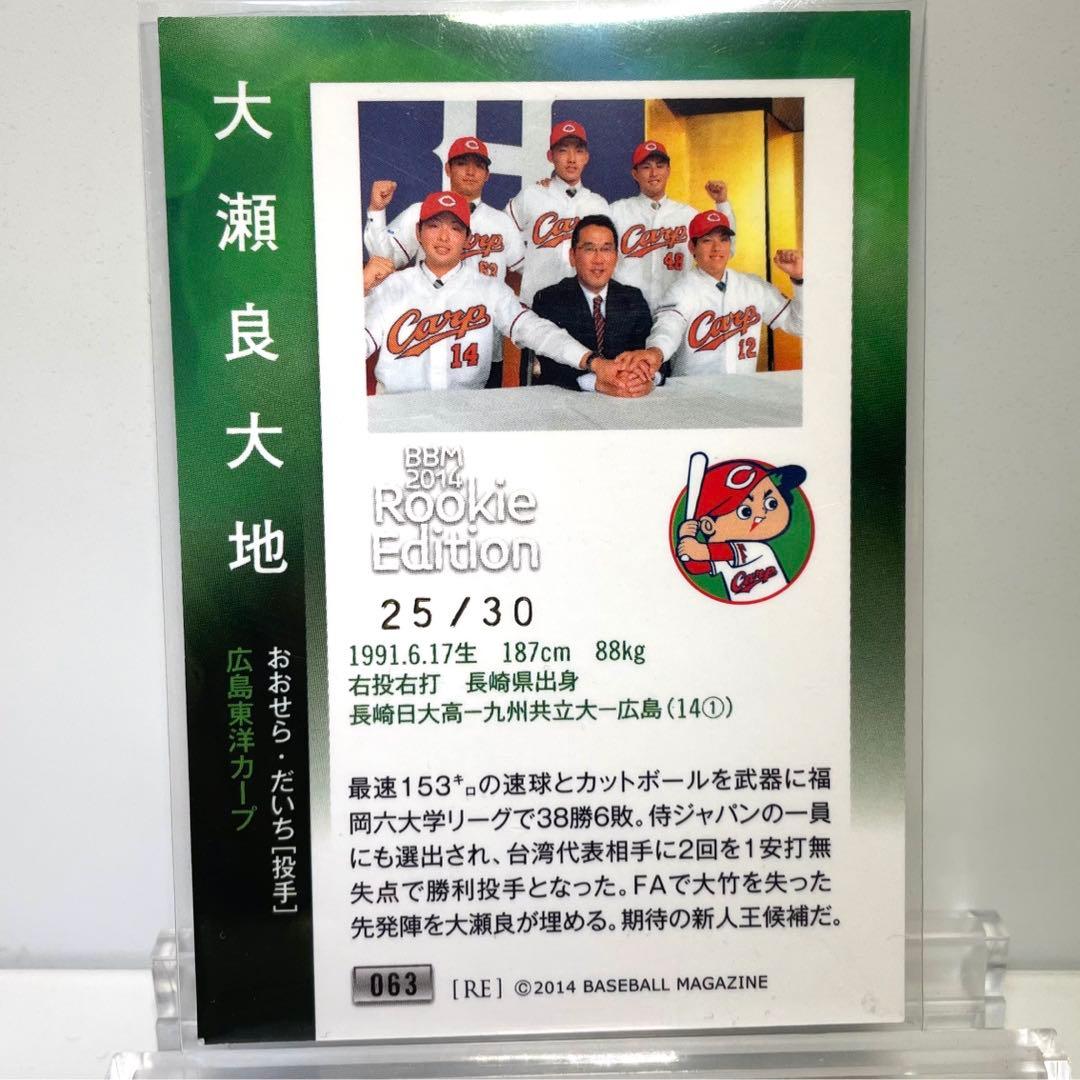 大瀬良大地
おおせら・だいち[投手]
広島東洋カープ
Carp
Carp
Carp
62
48
Carp
14
Carp
12
BBM
2014
Rookie
Edition
Carp
25/30
1991.6.17生 187cm 88kg
右投右打 長崎県出身
長崎日大高ー九州共立大ー広島(14①)
最速153㌔の速球とカットボールを武器に福
岡六大学リーグで38勝6敗。侍ジャパンの一員
にも選出され、台湾代表相手に2回を1安打無
失点で勝利投手となった。FAで大竹を失った
先発陣を大瀬良が埋める。期待の新人王候補だ。
063
[RE] ©2014 BASEBALL MAGAZINE